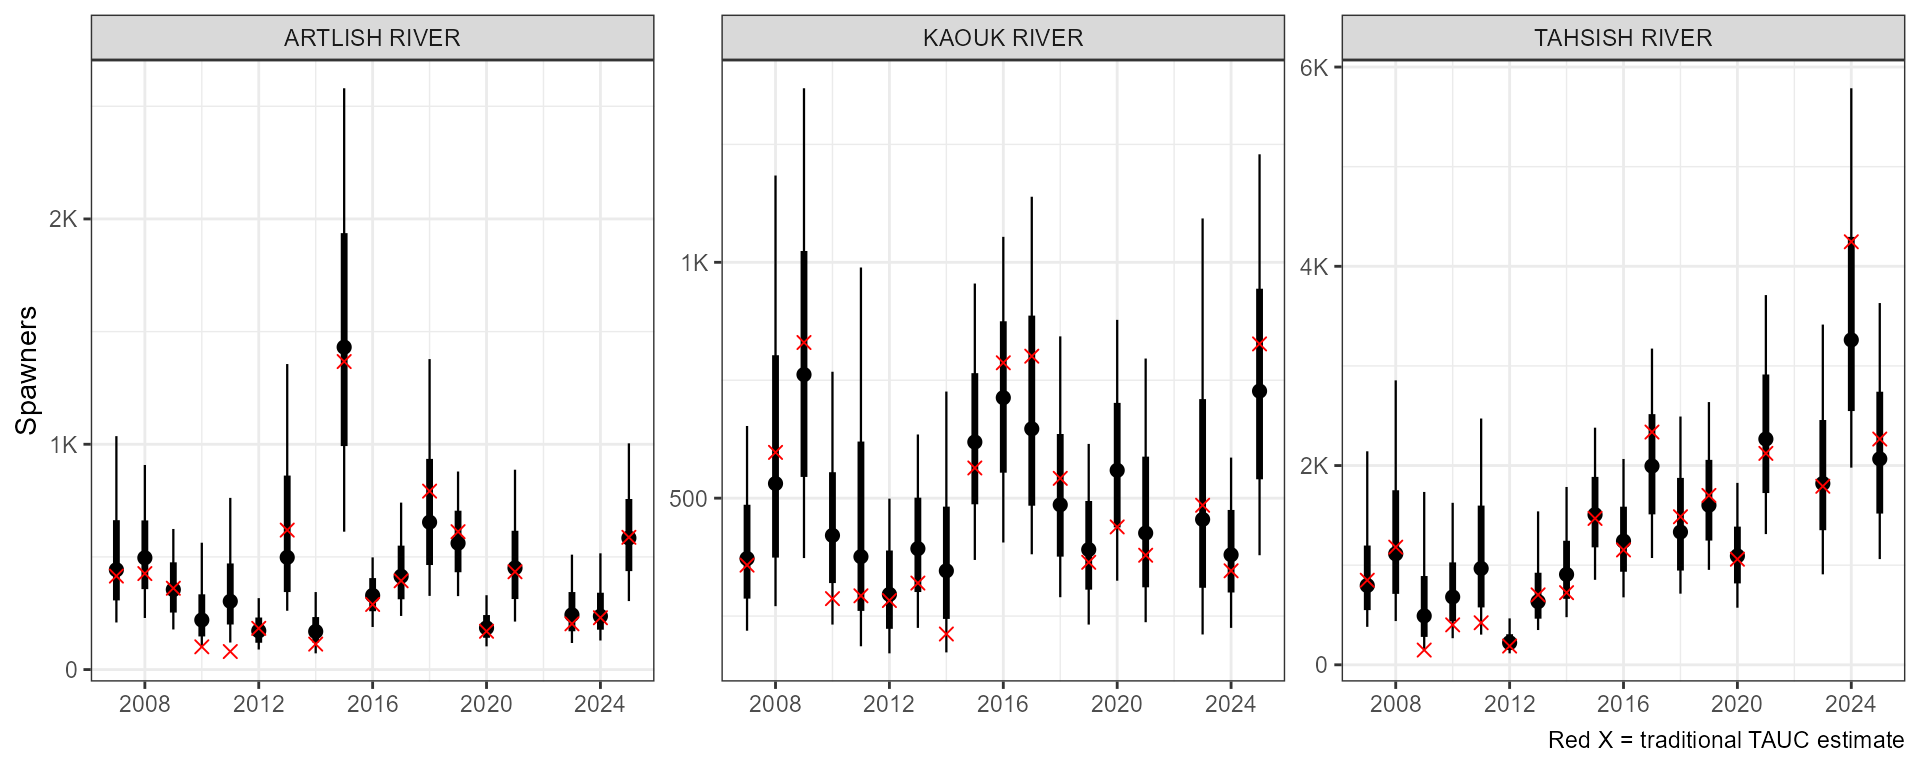 ARTLISH RIVER
KAOUK RIVER
TAHSISH RIVER
Spawners
2K
1K
0
1K
500
6K
4K
2K
0
2008 2012 2016 2020 2024
2008 2012 2016 2020 2024
2008 2012 2016 2020 2024
Red X = traditional TAUC estimate